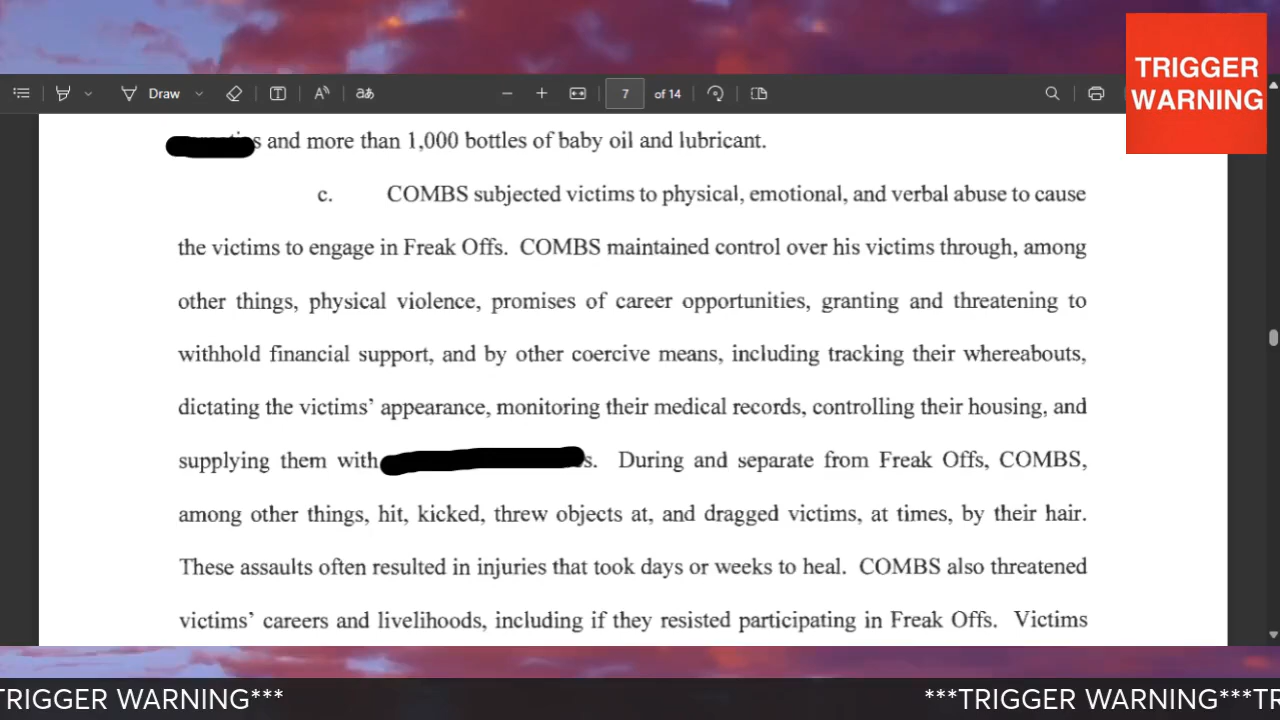 TRIGGER
WARNING
Draw
7 of 14
aあ
s and more than 1,000 bottles of baby oil and lubricant.
c. COMBS subjected victims to physical, emotional, and verbal abuse to cause
the victims to engage in Freak Offs. COMBS maintained control over his victims through, among
other things, physical violence, promises of career opportunities, granting and threatening to
withhold financial support, and by other coercive means, including tracking their whereabouts,
dictating the victims’ appearance, monitoring their medical records, controlling their housing, and
supplying them with s. During and separate from Freak Offs, COMBS,
among other things, hit, kicked, threw objects at, and dragged victims, at times, by their hair.
These assaults often resulted in injuries that took days or weeks to heal. COMBS also threatened
victims’ careers and livelihoods, including if they resisted participating in Freak Offs. Victims
TRIGGER WARNING*** ***TRIGGER WARNING***TR